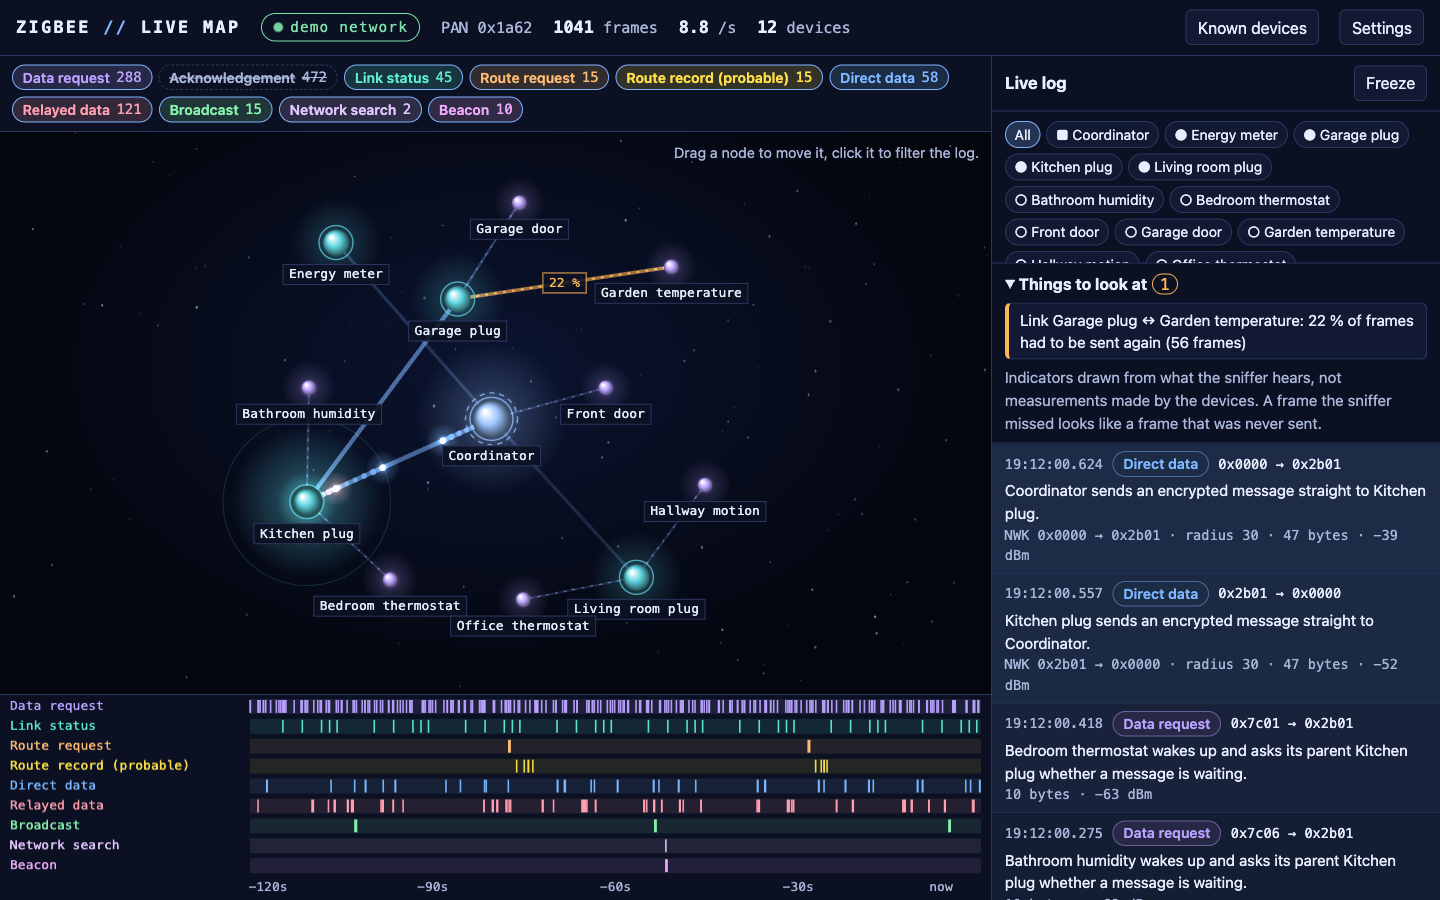 ZIGBEE // LIVE MAP
demo network
PAN 0x1a62
1041 frames
8.8 /s
12 devices
Known devices
Settings
Data request 288
Acknowledgement 472
Link status 45
Route request 15
Route record (probable) 15
Direct data 58
Relayed data 121
Broadcast 15
Network search 2
Beacon 10
Drag a node to move it, click it to filter the log.
Garage door
Energy meter
22 %
Garden temperature
Garage plug
Bathroom humidity
Front door
Coordinator
Hallway motion
Kitchen plug
Bedroom thermostat
Living room plug
Office thermostat
Data request
Link status
Route request
Route record (probable)
Direct data
Relayed data
Broadcast
Network search
Beacon
−120s
−90s
−60s
−30s
now
Live log
Freeze
All
Coordinator
Energy meter
Garage plug
Kitchen plug
Living room plug
Bathroom humidity
Bedroom thermostat
Front door
Garage door
Garden temperature
Hallway motion
Office thermostat
▼ Things to look at 1
Link Garage plug ↔ Garden temperature: 22 % of frames
had to be sent again (56 frames)
Indicators drawn from what the sniffer hears, not
measurements made by the devices. A frame the sniffer
missed looks like a frame that was never sent.
19:12:00.624 Direct data 0x0000 → 0x2b01
Coordinator sends an encrypted message straight to Kitchen
plug.
NWK 0x0000 → 0x2b01 · radius 30 · 47 bytes · −39
dBm
19:12:00.557 Direct data 0x2b01 → 0x0000
Kitchen plug sends an encrypted message straight to
Coordinator.
NWK 0x2b01 → 0x0000 · radius 30 · 47 bytes · −52
dBm
19:12:00.418 Data request 0x7c01 → 0x2b01
Bedroom thermostat wakes up and asks its parent Kitchen
plug whether a message is waiting.
10 bytes · −63 dBm
19:12:00.275 Data request 0x7c06 → 0x2b01
Bathroom humidity wakes up and asks its parent Kitchen
plug whether a message is waiting.